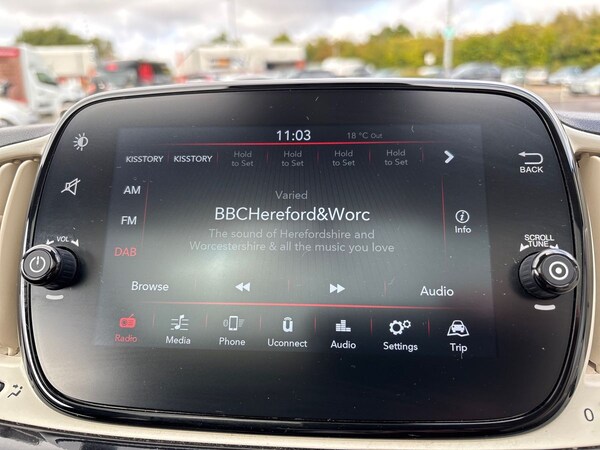 11:03 18 °C Out
KISSTORY KISSTORY Hold to Set Hold to Set Hold to Set Hold to Set
BACK
AM
Varied
FM
BBCHereford&Worc
Info
The sound of Herefordshire and
Worcestershire & all the music you love
DAB
VOL
SCROLL
TUNE
Browse Audio
Radio Media Phone Uconnect Audio Settings Trip
0